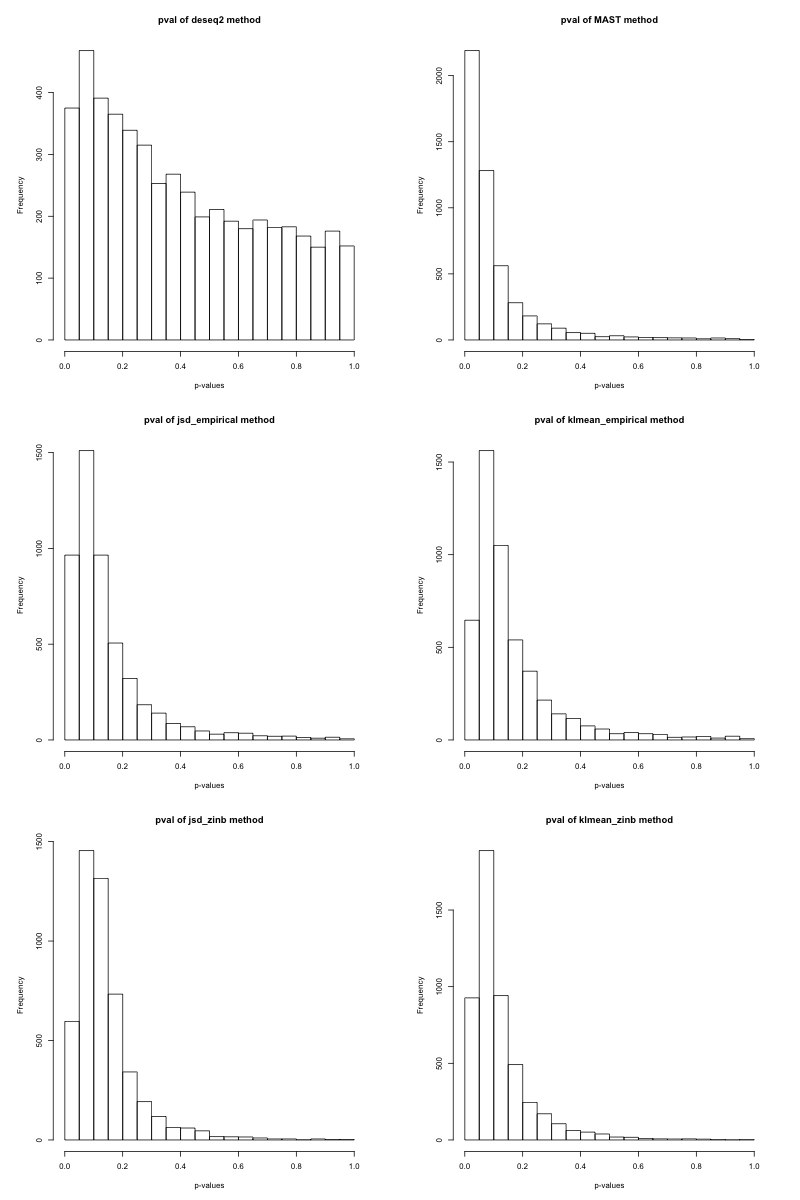 pval of deseq2 method
400
300
200
100
0
Frequency
0.0 0.2 0.4 0.6 0.8 1.0
p-values
pval of MAST method
2000
1500
1000
500
0
Frequency
0.0 0.2 0.4 0.6 0.8 1.0
p-values
pval of jsd_empirical method
1500
1000
500
0
Frequency
0.0 0.2 0.4 0.6 0.8 1.0
p-values
pval of klmean_empirical method
1500
1000
500
0
Frequency
0.0 0.2 0.4 0.6 0.8 1.0
p-values
pval of jsd_zinb method
1500
1000
500
0
Frequency
0.0 0.2 0.4 0.6 0.8 1.0
p-values
pval of klmean_zinb method
1500
1000
500
0
Frequency
0.0 0.2 0.4 0.6 0.8 1.0
p-values